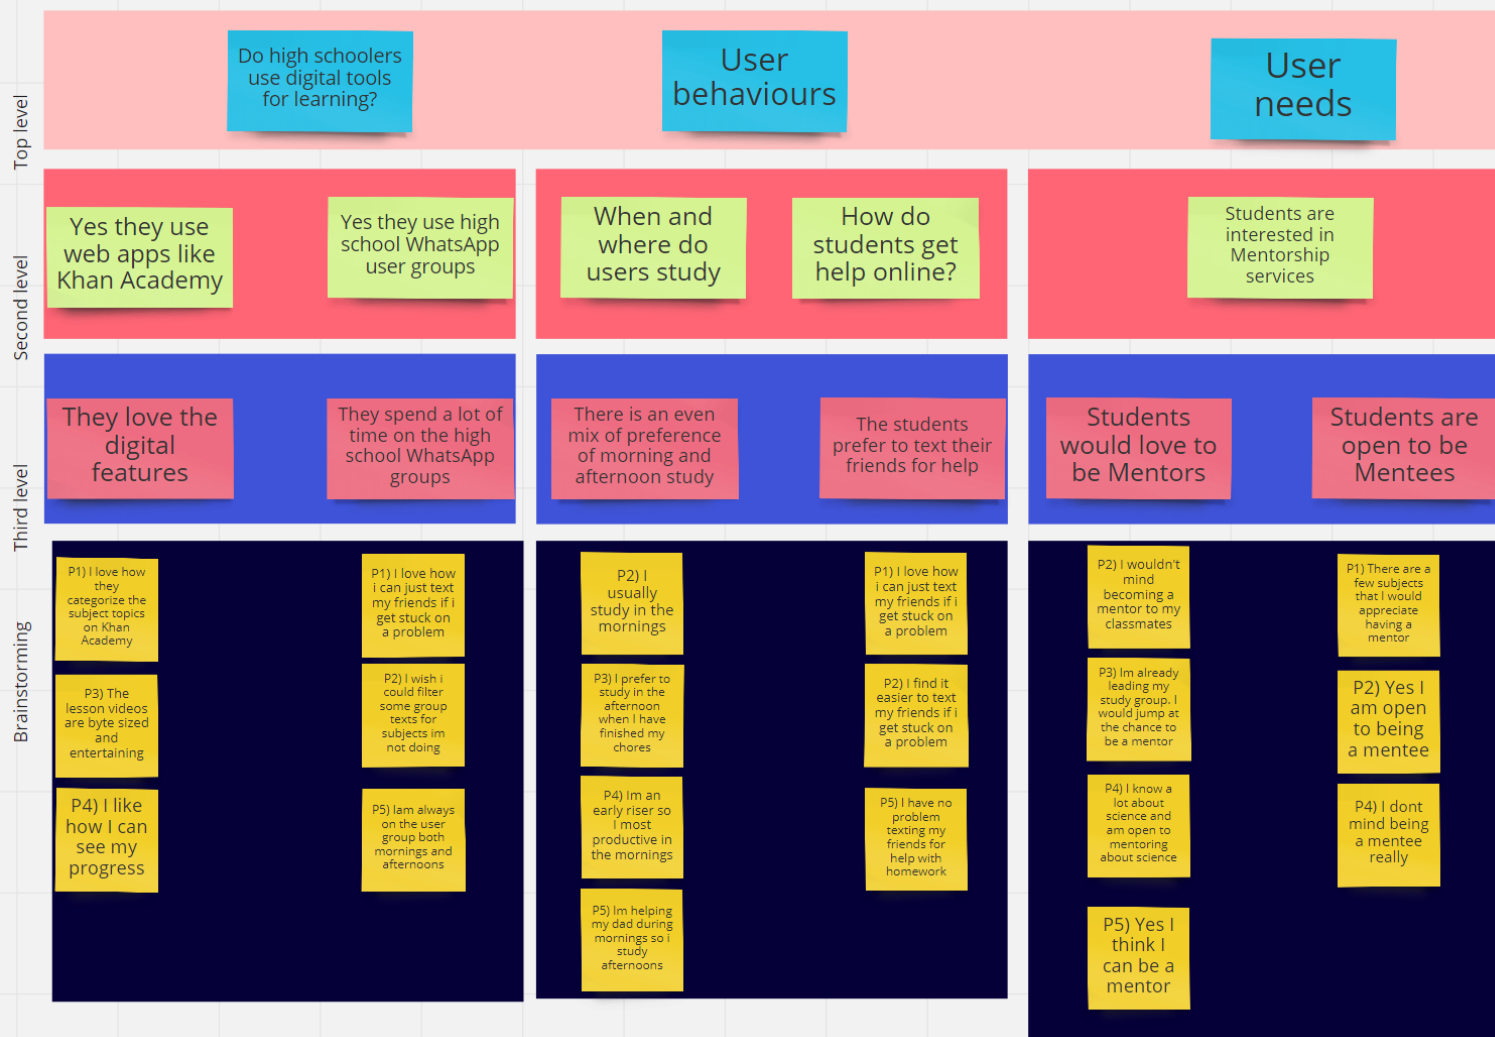 Top level
Do high schoolers
use digital tools
for learning?
User
behaviours
User
needs
Second level
Yes they use
web apps like
Khan Academy
Yes they use high
school WhatsApp
user groups
When and
where do
users study
How do
students get
help online?
Students are
interested in
Mentorship
services
Third level
They love the
digital
features
They spend a lot of
time on the high
school WhatsApp
groups
There is an even
mix of preference
of morning and
afternoon study
The students
prefer to text their
friends for help
Students
would love to
be Mentors
Students are
open to be
Mentees
Brainstorming
P1) I love how
they
categorize the
subject topics
on Khan
Academy
P3) The
lesson videos
are byte sized
and
entertaining
P4) I like
how I can
see my
progress
P1) I love how
i can just text
my friends if i
get stuck on
a problem
P2) I wish i
could filter
some group
texts for
subjects im
not doing
P5) Iam always
on the user
group both
mornings and
afternoons
P2) I
usually
study in the
mornings
P3) I prefer to
study in the
afternoon
when I have
finished my
chores
P4) Im an
early riser so
I most
productive in
the mornings
P5) Im helping
my dad during
mornings so i
study
afternoons
P1) I love how
i can just text
my friends if i
get stuck on
a problem
P2) I find it
easier to text
my friends if i
get stuck on
a problem
P5) I have no
problem
texting my
friends for
help with
homework
P2) I wouldn't
mind
becoming a
mentor to my
classmates
P3) Im already
leading my
study group. I
would jump at
the chance to
be a mentor
P4) I know a
lot about
science and
am open to
mentoring
about science
P5) Yes I
think I
can be a
mentor
P1) There are a
few subjects
that I would
appreciate
having a
mentor
P2) Yes I
am open
to being
a mentee
P4) I dont
mind being
a mentee
really